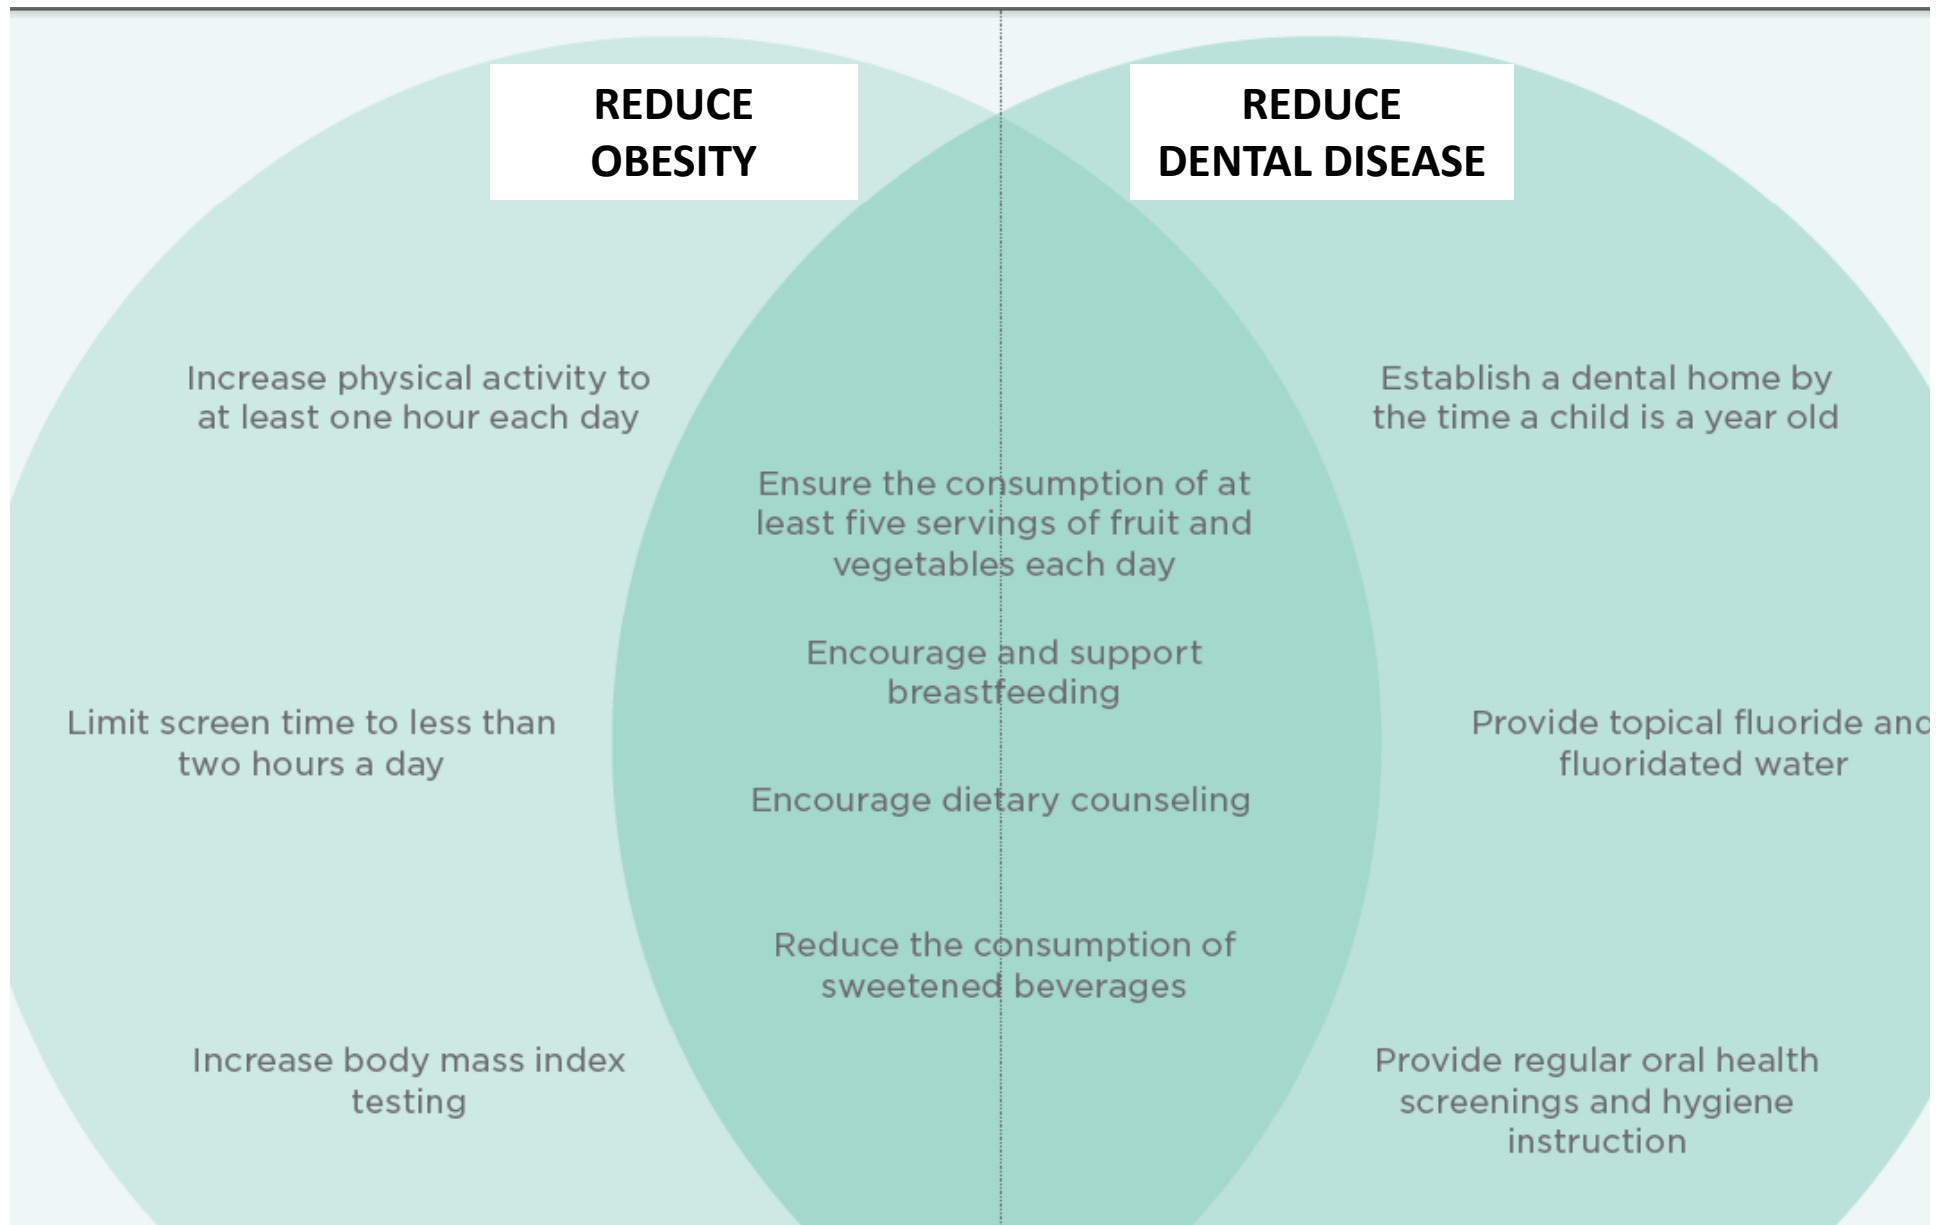 REDUCE
OBESITY
REDUCE
DENTAL DISEASE
Increase physical activity to
at least one hour each day
Limit screen time to less than
two hours a day
Increase body mass index
testing
Ensure the consumption of at
least five servings of fruit and
vegetables each day
Encourage and support
breastfeeding
Encourage dietary counseling
Reduce the consumption of
sweetened beverages
Establish a dental home by
the time a child is a year old
Provide topical fluoride and
fluoridated water
Provide regular oral health
screenings and hygiene
instruction